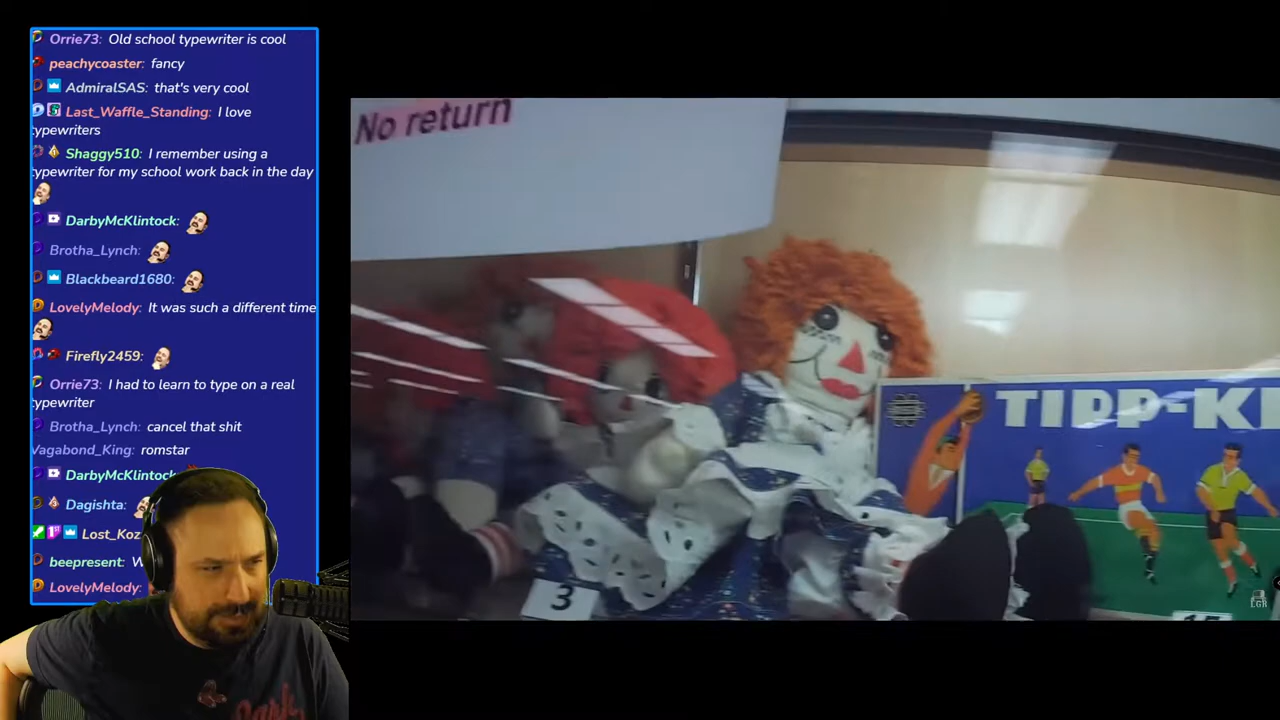 Orrie73: Old school typewriter is cool
peachycoaster: fancy
AdmiralSAS: that's very cool
Last_Waffle_Standing: I love
typewriters
Shaggy510: I remember using a
typewriter for my school work back in the day
DarbyMcKlintock:
Brotha_Lynch:
Blackbeard1680:
LovelyMelody: It was such a different time
Firefly2459:
Orrie73: I had to learn to type on a real
typewriter
Brotha_Lynch: cancel that shit
Vagabond_King: romstar
DarbyMcKlintock
Dagishta:
Lost_Koz
beepresent: W
LovelyMelody:
No return
TIPP-KI
3
15
LGR